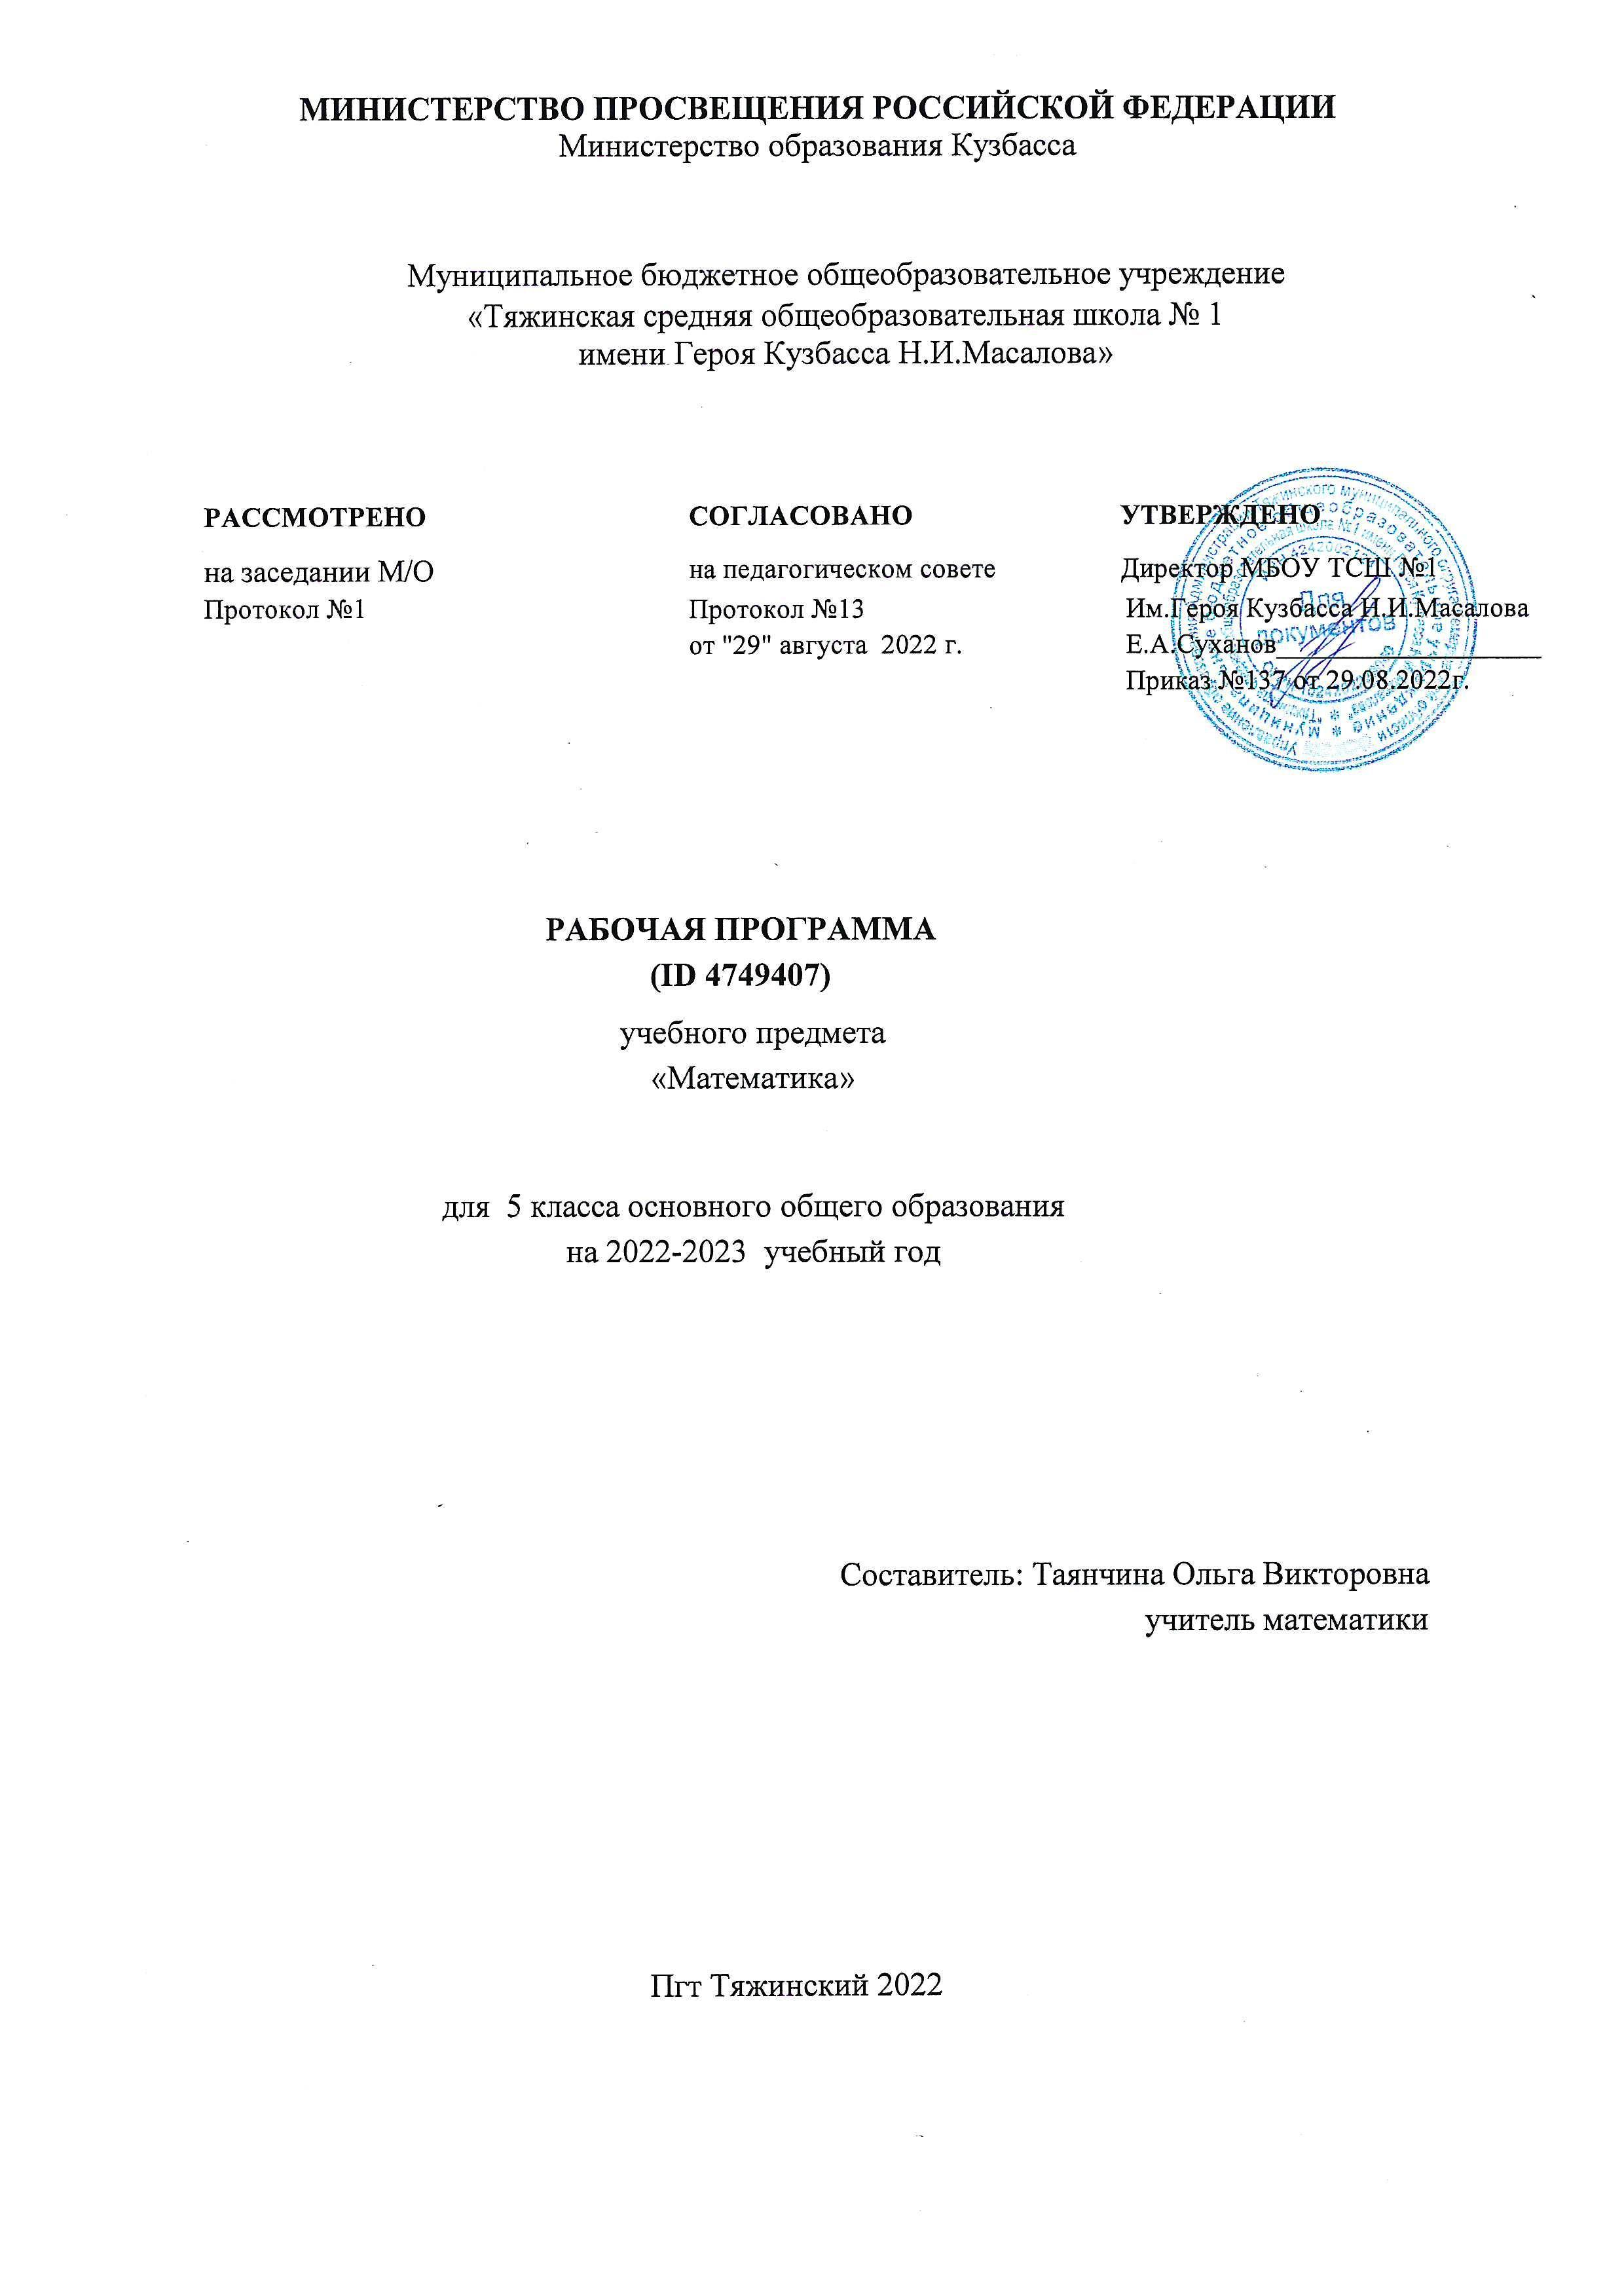 МИНИСТЕРСТВО ПРОСВЕЩЕНИЯ РОССИЙСКОЙ ФЕДЕРАЦИИ
Министерство образования Кузбасса
Муниципальное бюджетное общеобразовательное учреждение
«Тяжинская средняя общеобразовательная школа № 1
имени Героя Кузбасса Н.И.Масалова»
РАССМОТРЕНО
на заседании М/О
Протокол №1
СОГЛАСОВАНО
на педагогическом совете
Протокол №13
от "29" августа 2022 г.
УТВЕРЖДЕНО
Директор МБОУ ТСШ №1
Им.Героя Кузбасса Н.И.Масалова
Е.А.Суханов____________________
Приказ №137 от 29.08.2022г.
Для
документов
РАБОЧАЯ ПРОГРАММА
(ID 4749407)
учебного предмета
«Математика»
для 5 класса основного общего образования
на 2022-2023 учебный год
Составитель: Таянчина Ольга Викторовна
учитель математики
Пгт Тяжинский 2022